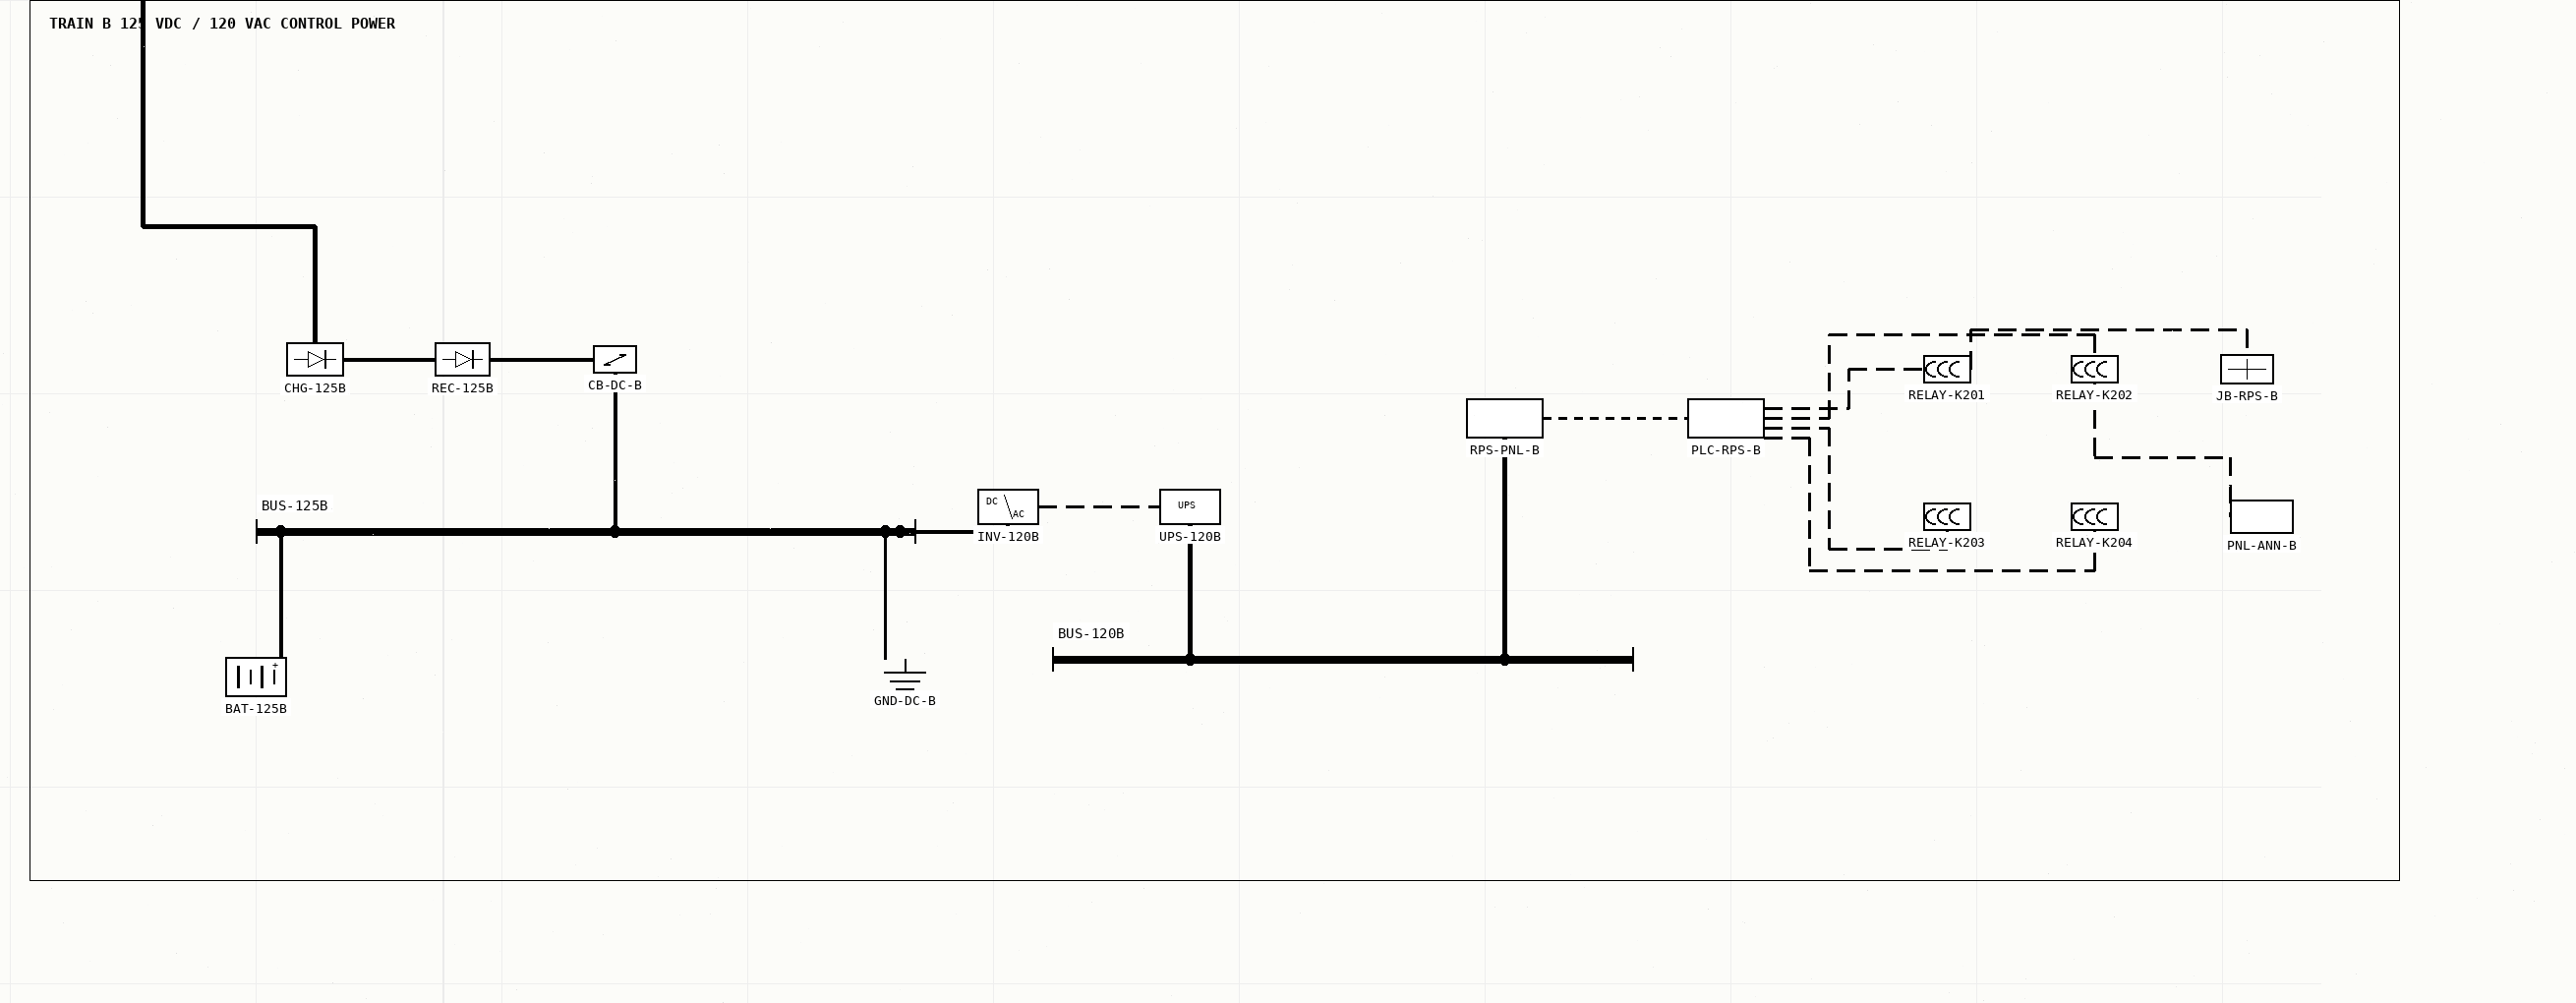 TRAIN B 125 VDC / 120 VAC CONTROL POWER
CHG-125B
REC-125B
CB-DC-B
RELAY-K201
RELAY-K202
JB-RPS-B
RPS-PNL-B
PLC-RPS-B
BUS-125B
DC
AC
INV-120B
UPS
UPS-120B
RELAY-K203
RELAY-K204
PNL-ANN-B
BUS-120B
+
BAT-125B
GND-DC-B